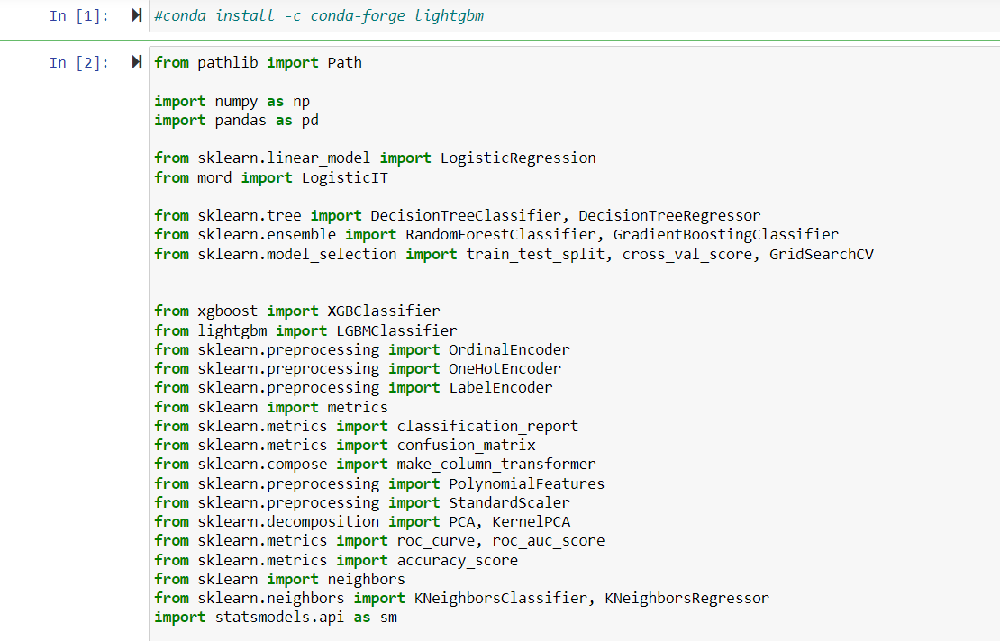 In [1]: #conda install -c conda-forge lightgbm
In [2]: from pathlib import Path
import numpy as np
import pandas as pd
from sklearn.linear_model import LogisticRegression
from mord import LogisticIT
from sklearn.tree import DecisionTreeClassifier, DecisionTreeRegressor
from sklearn.ensemble import RandomForestClassifier, GradientBoostingClassifier
from sklearn.model_selection import train_test_split, cross_val_score, GridSearchCV
from xgboost import XGBClassifier
from lightgbm import LGBMClassifier
from sklearn.preprocessing import OrdinalEncoder
from sklearn.preprocessing import OneHotEncoder
from sklearn.preprocessing import LabelEncoder
from sklearn import metrics
from sklearn.metrics import classification_report
from sklearn.metrics import confusion_matrix
from sklearn.compose import make_column_transformer
from sklearn.preprocessing import PolynomialFeatures
from sklearn.preprocessing import StandardScaler
from sklearn.decomposition import PCA, KernelPCA
from sklearn.metrics import roc_curve, roc_auc_score
from sklearn.metrics import accuracy_score
from sklearn import neighbors
from sklearn.neighbors import KNeighborsClassifier, KNeighborsRegressor
import statsmodels.api as sm